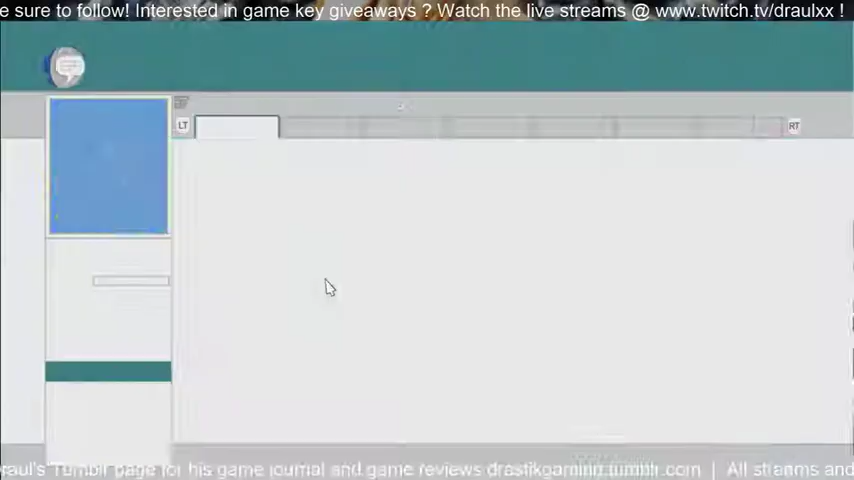 e sure to follow! Interested in game key giveaways ? Watch the live streams @ www.twitch.tv/draulxx !
LT
RT
raul's Tumblr page for his game journal and game reviews drastikgaming.tumblr.com | All streams and